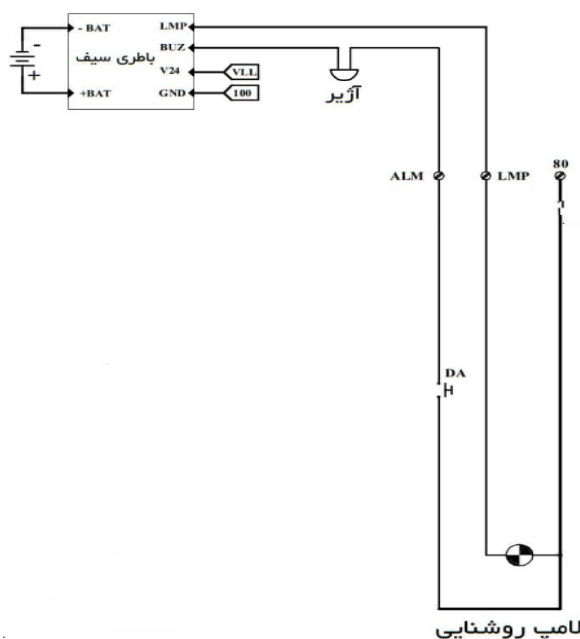 - BAT
LMP
BUZ
باطری سیف
V24
VLL
+BAT
GND
100
-
+
آژیر
80
ALM
LMP
DA
لامپ روشنایی